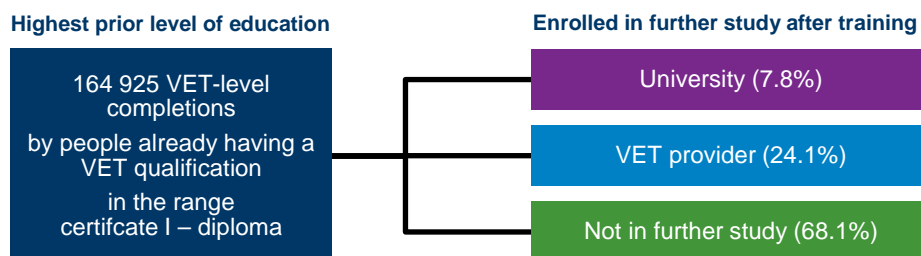 Highest prior level of education
164 925 VET-level
completions
by people already having a
VET qualification
in the range
certifcate I – diploma
Enrolled in further study after training
University (7.8%)
VET provider (24.1%)
Not in further study (68.1%)